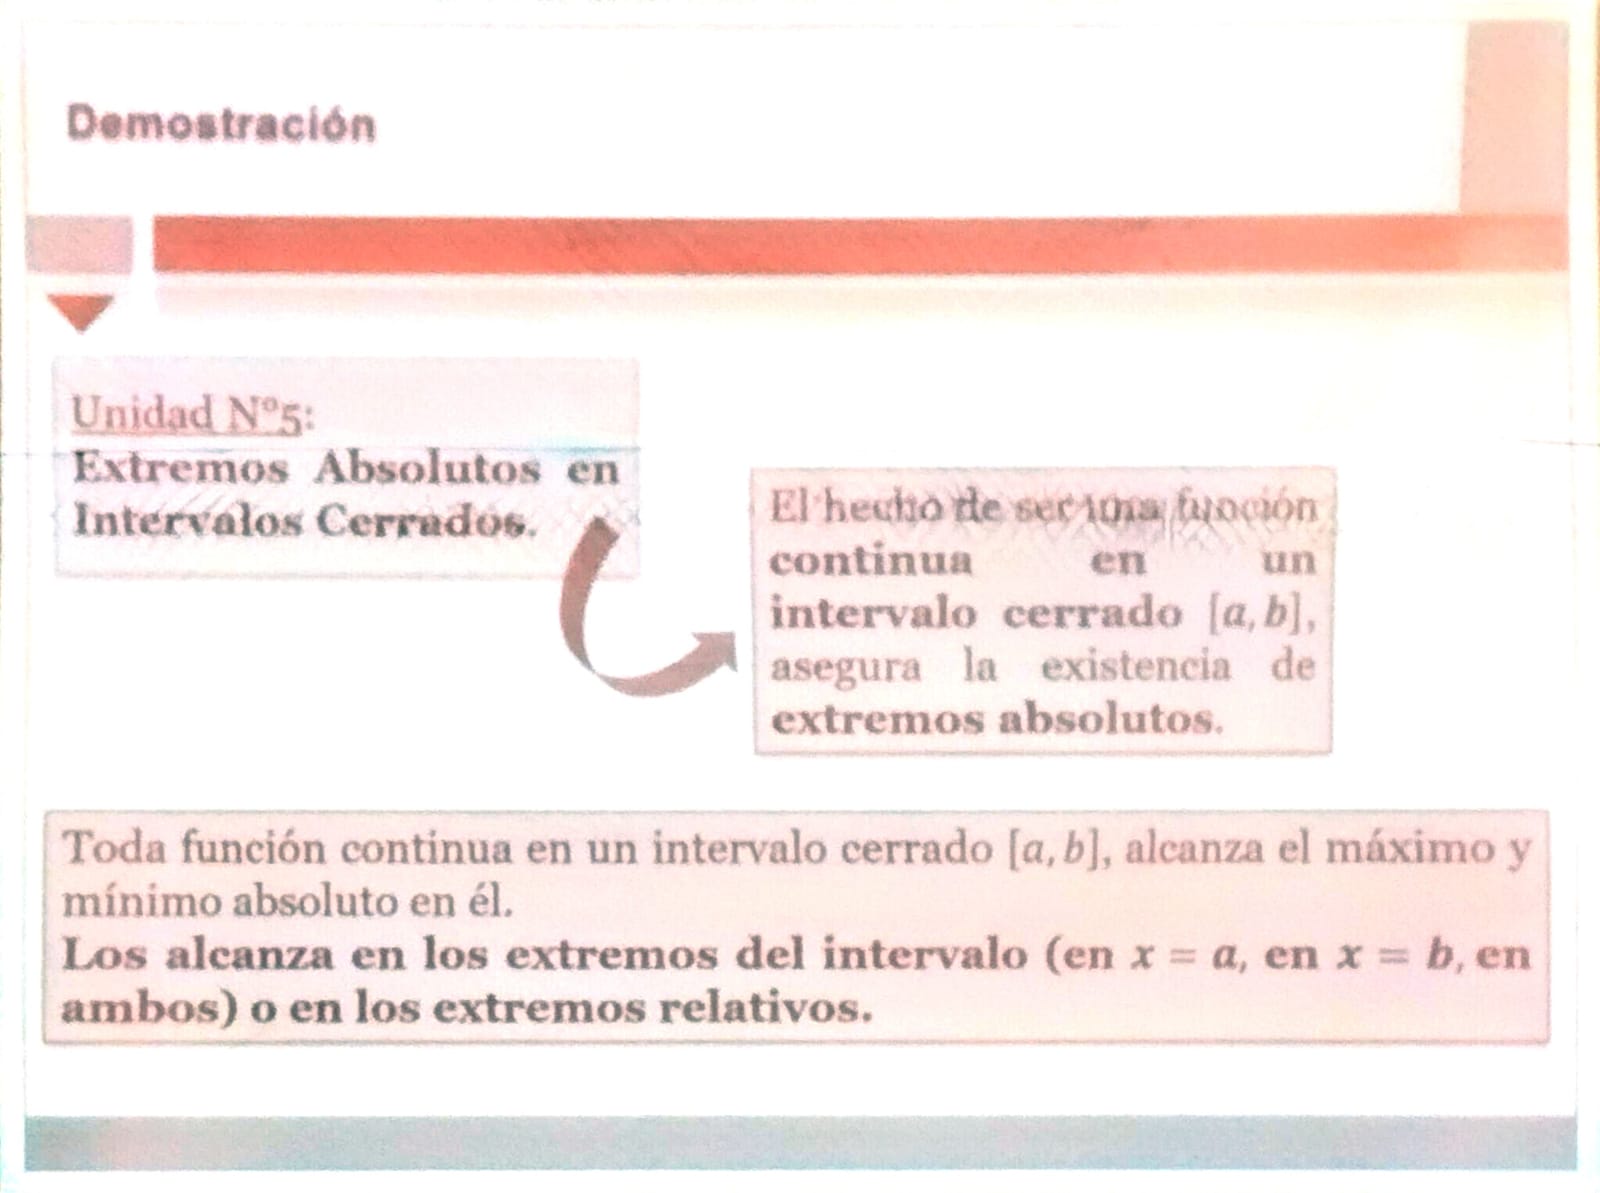 Demostración
Unidad N°5:
Extremos Absolutos en
Intervalos Cerrados.
El hecho de ser una función
continua en un
intervalo cerrado [a, b],
asegura la existencia de
extremos absolutos.
Toda función continua en un intervalo cerrado [a, b], alcanza el máximo y
mínimo absoluto en él.
Los alcanza en los extremos del intervalo (en x = a, en x = b, en
ambos) o en los extremos relativos.